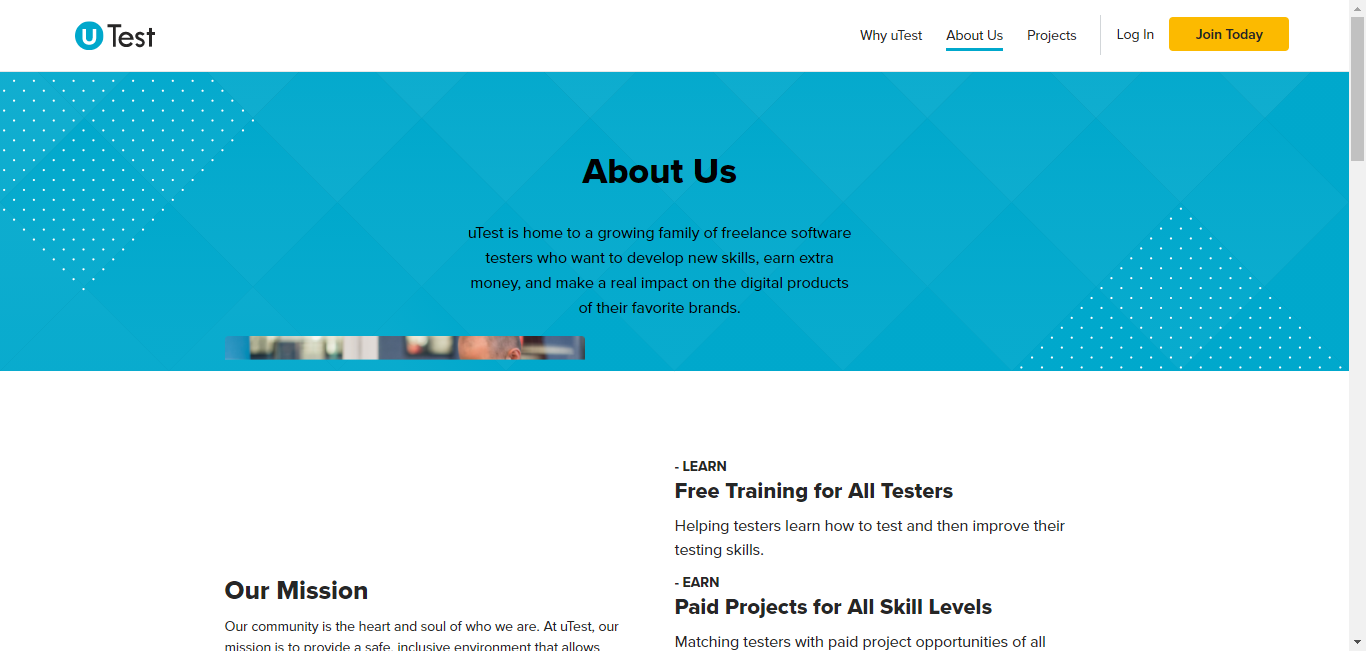 uTest
Why uTest
About Us
Projects
Log In
Join Today
About Us
uTest is home to a growing family of freelance software
testers who want to develop new skills, earn extra
money, and make a real impact on the digital products
of their favorite brands.
Our Mission
Our community is the heart and soul of who we are. At uTest, our
mission is to provide a safe, inclusive environment that allows
- LEARN
Free Training for All Testers
Helping testers learn how to test and then improve their
testing skills.
- EARN
Paid Projects for All Skill Levels
Matching testers with paid project opportunities of all